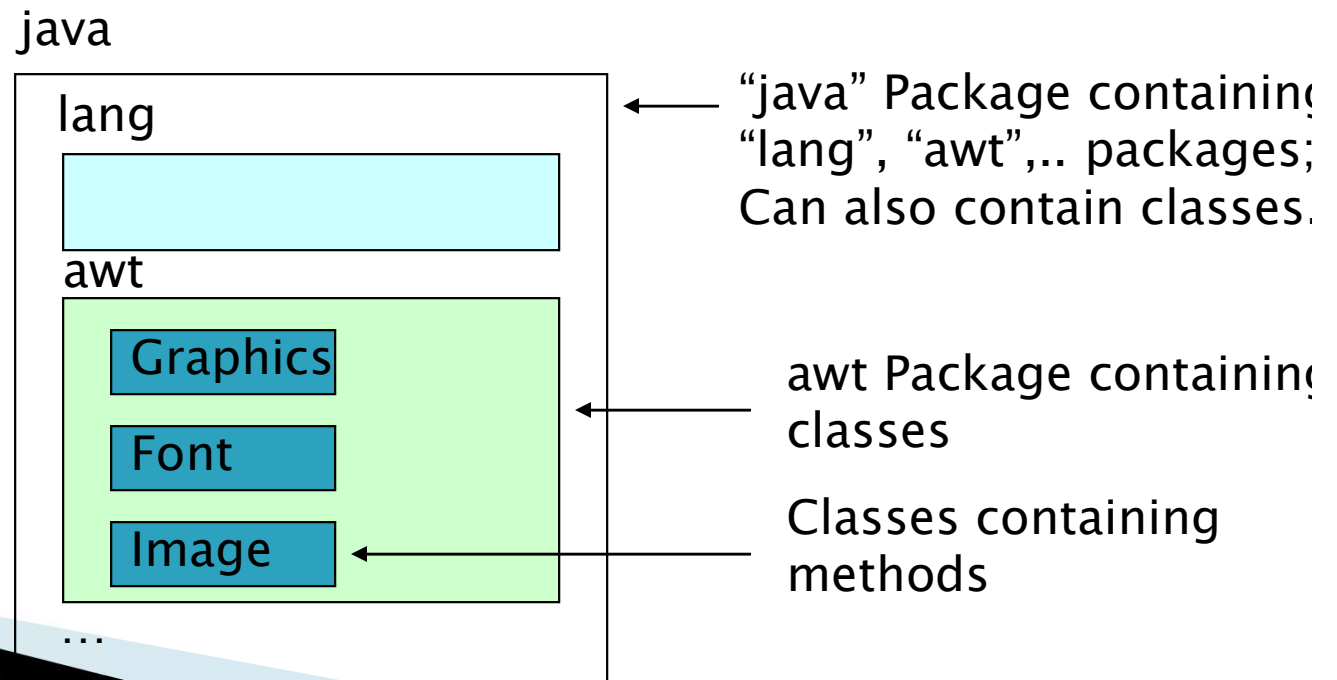 java
lang
awt
Graphics
Font
Image
...
“java” Package containing
“lang”, “awt”,.. packages;
Can also contain classes.
awt Package containing
classes
Classes containing
methods